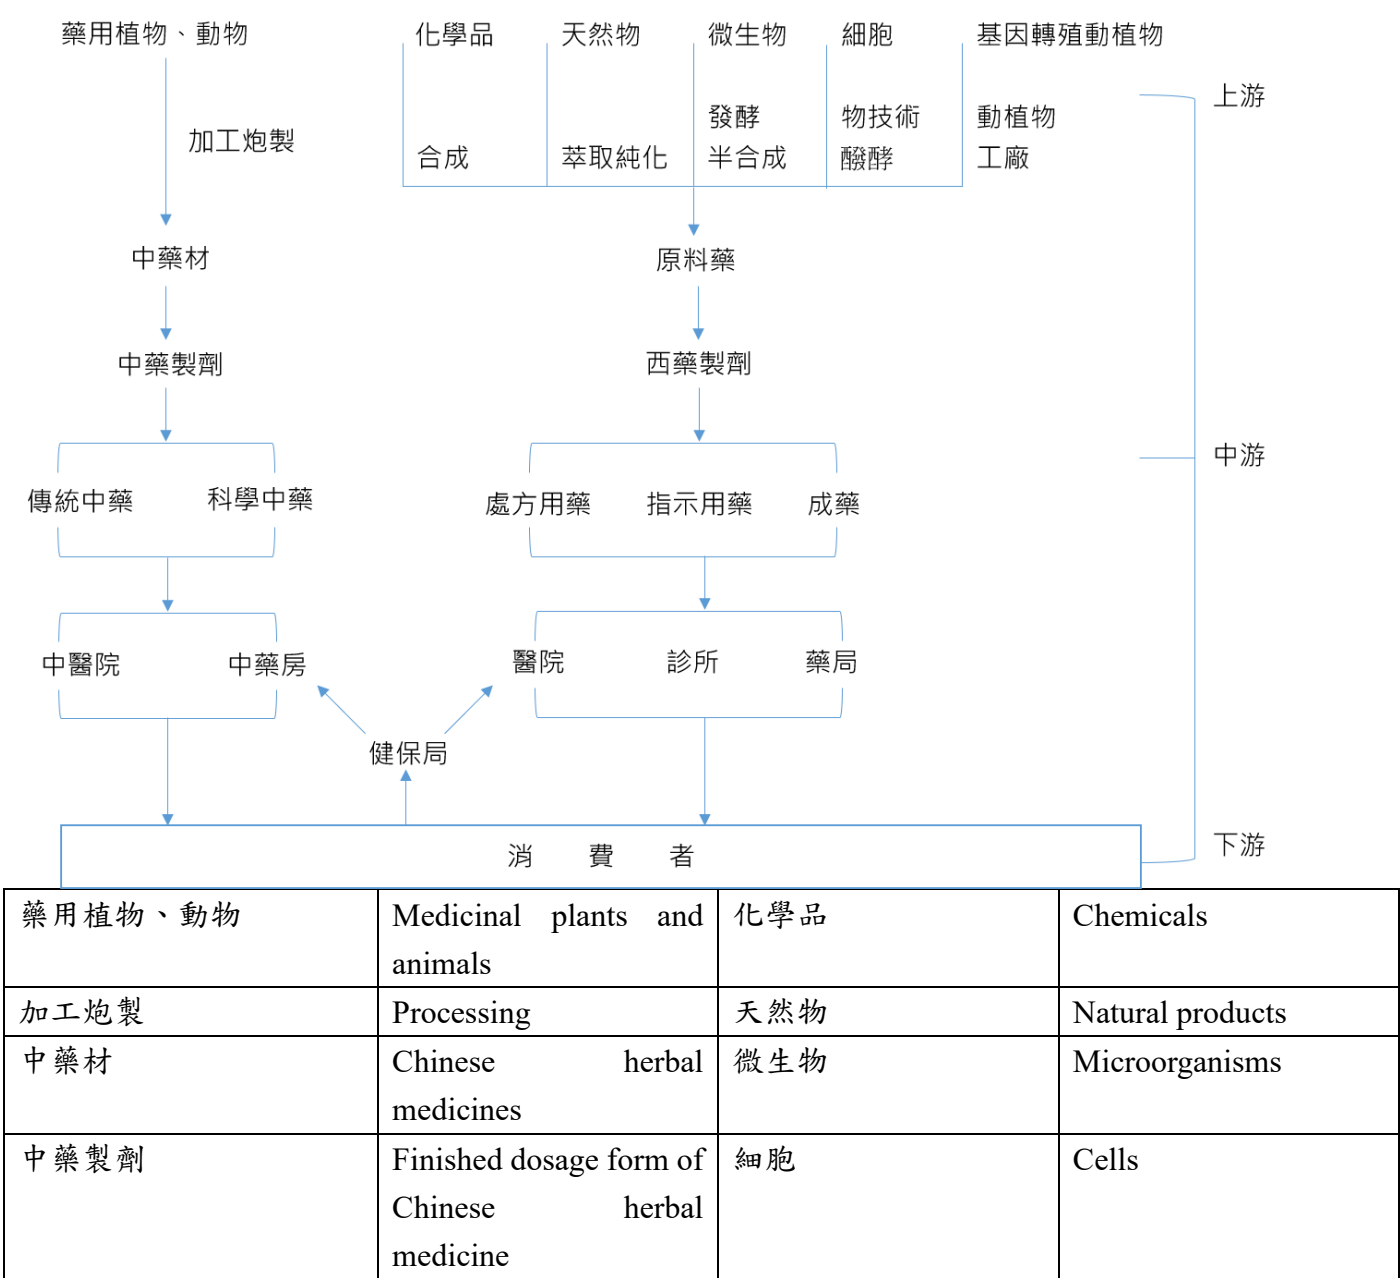 藥用植物、動物 化學品 天然物 微生物 細胞 基因轉殖動植物
上游
發酵 物技術 動植物
加工炮製
合成 萃取純化 半合成 醱酵 工廠
中藥材 原料藥
中藥製劑 西藥製劑
中游
傳統中藥 科學中藥 處方用藥 指示用藥 成藥
中醫院 中藥房 醫院 診所 藥局
健保局
下游
消 費 者
藥用植物、動物 Medicinal plants and 化學品 Chemicals
animals
加工炮製 Processing 天然物 Natural products
中藥材 Chinese herbal 微生物 Microorganisms
medicines
中藥製劑 Finished dosage form of 細胞 Cells
Chinese herbal
medicine